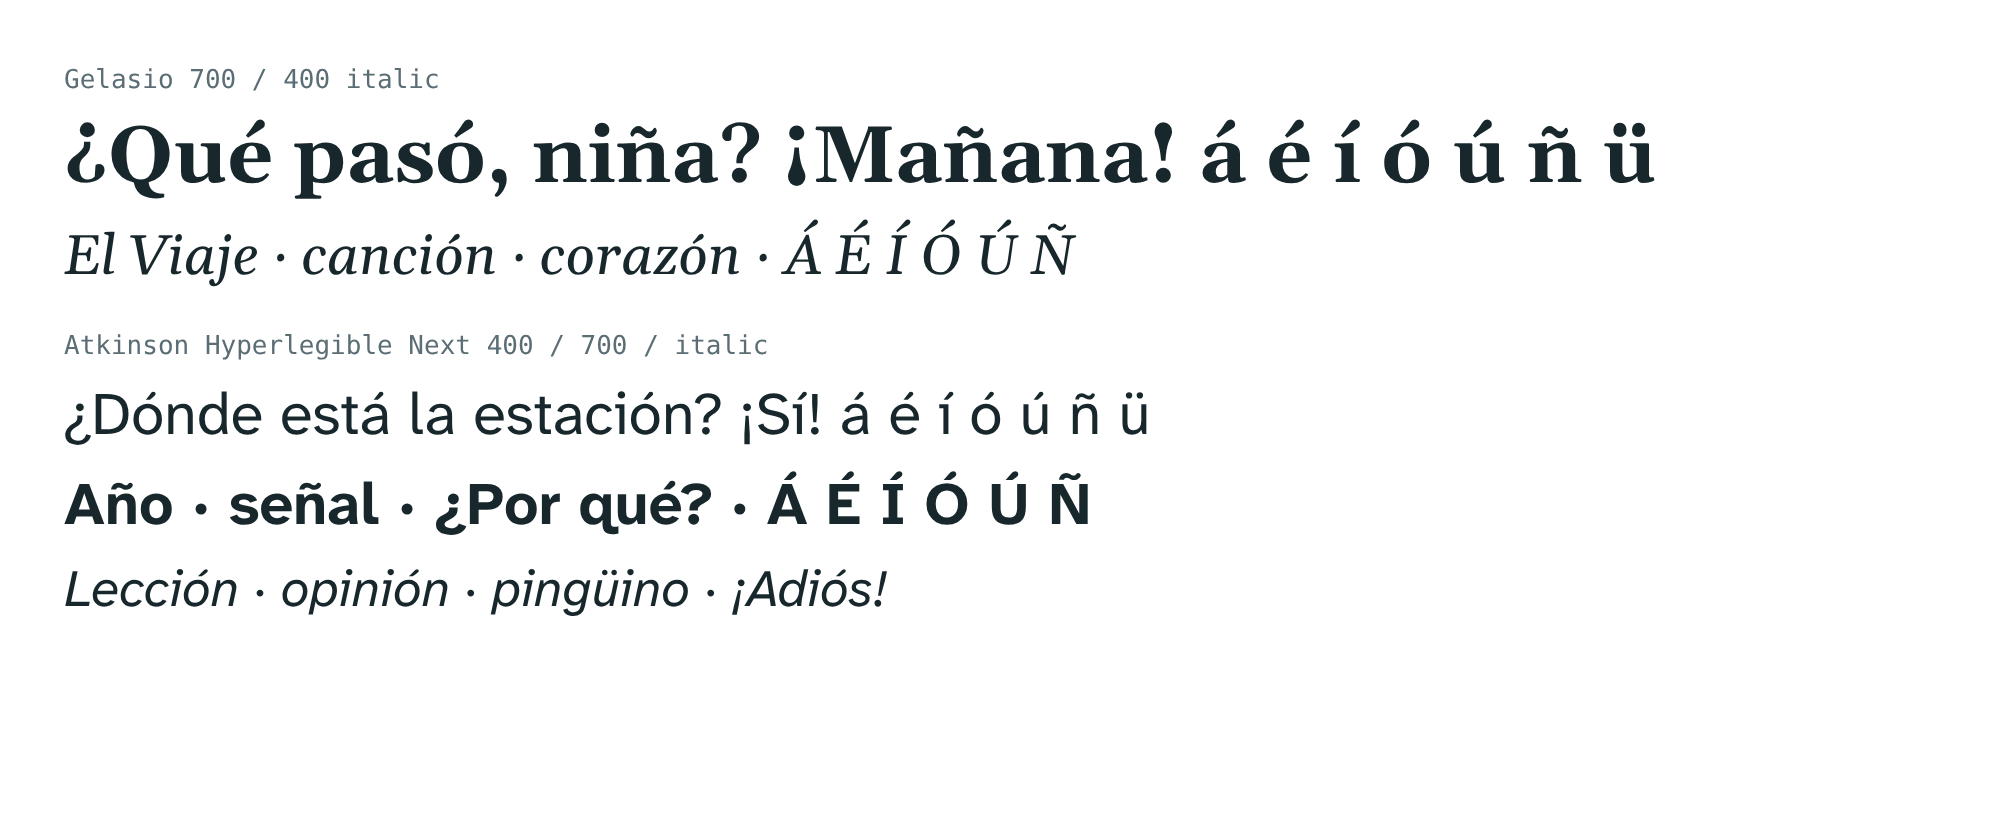 Gelasio 700 / 400 italic
¿Qué pasó, niña? ¡Mañana! á é í ó ú ñ ü
El Viaje · canción · corazón · Á É Í Ó Ú Ñ
Atkinson Hyperlegible Next 400 / 700 / italic
¿Dónde está la estación? ¡Sí! á é í ó ú ñ ü
Año · señal · ¿Por qué? · Á É Í Ó Ú Ñ
Lección · opinión · pingüino · ¡Adiós!